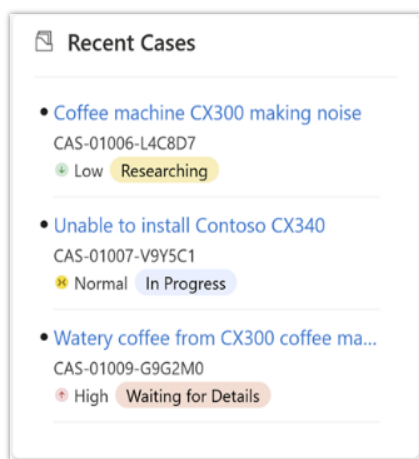 Recent Cases
Coffee machine CX300 making noise
CAS-01006-L4C8D7
Low Researching
Unable to install Contoso CX340
CAS-01007-V9Y5C1
Normal In Progress
Watery coffee from CX300 coffee ma...
CAS-01009-G9G2M0
High Waiting for Details